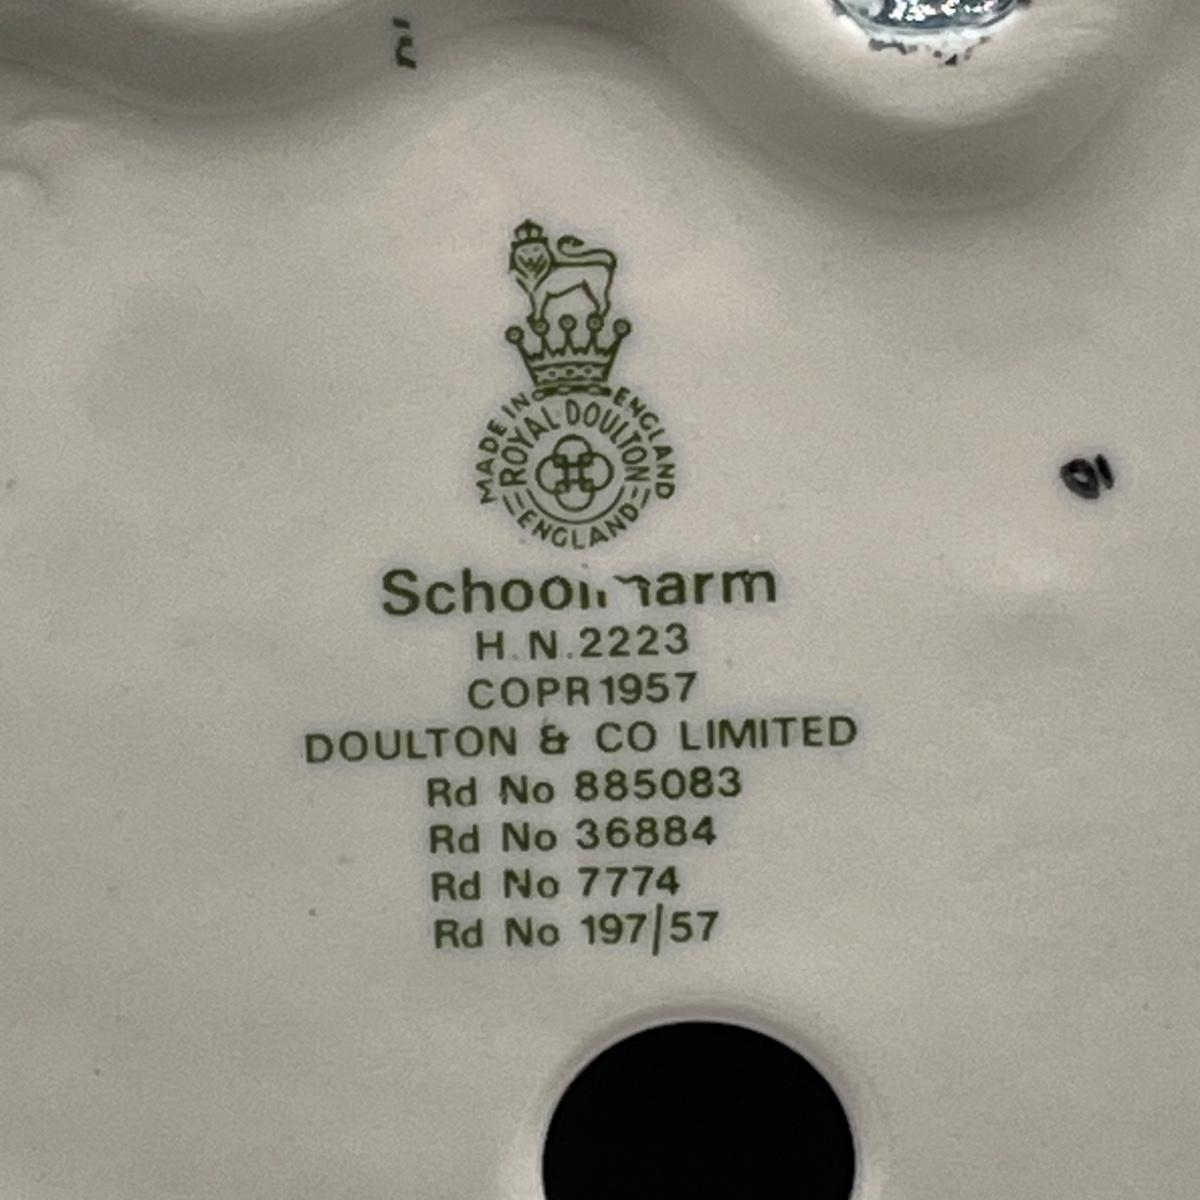 MADE IN ENGLAND
ROYAL DOULTON
ENGLAND
H.N.2223
COPR 1957
DOULTON & CO LIMITED
Rd No 885083
Rd No 36884
Rd No 7774
Rd No 197/57